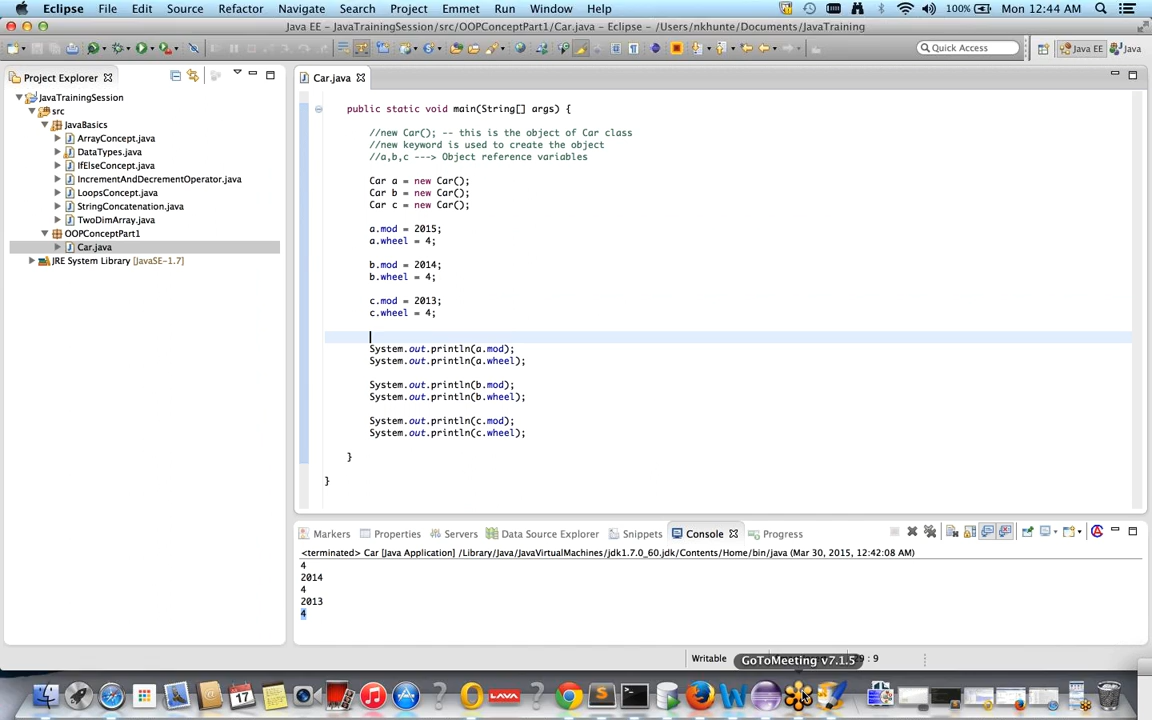 Eclipse File Edit Source Refactor Navigate Search Project Emmet Run Window Help 100% Mon 12:44 AM
Java EE – JavaTrainingSession/src/OOPConceptPart1/Car.java – Eclipse – /Users/nkhunte/Documents/JavaTraining
Quick Access Java EE Java
Project Explorer
JavaTrainingSession
src
JavaBasics
ArrayConcept.java
DataTypes.java
IfElseConcept.java
IncrementAndDecrementOperator.java
LoopsConcept.java
StringConcatenation.java
TwoDimArray.java
OOPConceptPart1
Car.java
JRE System Library [JavaSE-1.7]
Car.java
public static void main(String[] args) {
//new Car(); -- this is the object of Car class
//new keyword is used to create the object
//a,b,c ---> Object reference variables
Car a = new Car();
Car b = new Car();
Car c = new Car();
a.mod = 2015;
a.wheel = 4;
b.mod = 2014;
b.wheel = 4;
c.mod = 2013;
c.wheel = 4;
System.out.println(a.mod);
System.out.println(a.wheel);
System.out.println(b.mod);
System.out.println(b.wheel);
System.out.println(c.mod);
System.out.println(c.wheel);
}
}
Markers Properties Servers Data Source Explorer Snippets Console Progress
<terminated> Car [Java Application] /Library/Java/JavaVirtualMachines/jdk1.7.0_60.jdk/Contents/Home/bin/java (Mar 30, 2015, 12:42:08 AM)
4
2014
4
2013
4
Writable
GoToMeeting v7.1.5
9 : 9
17
LAVA